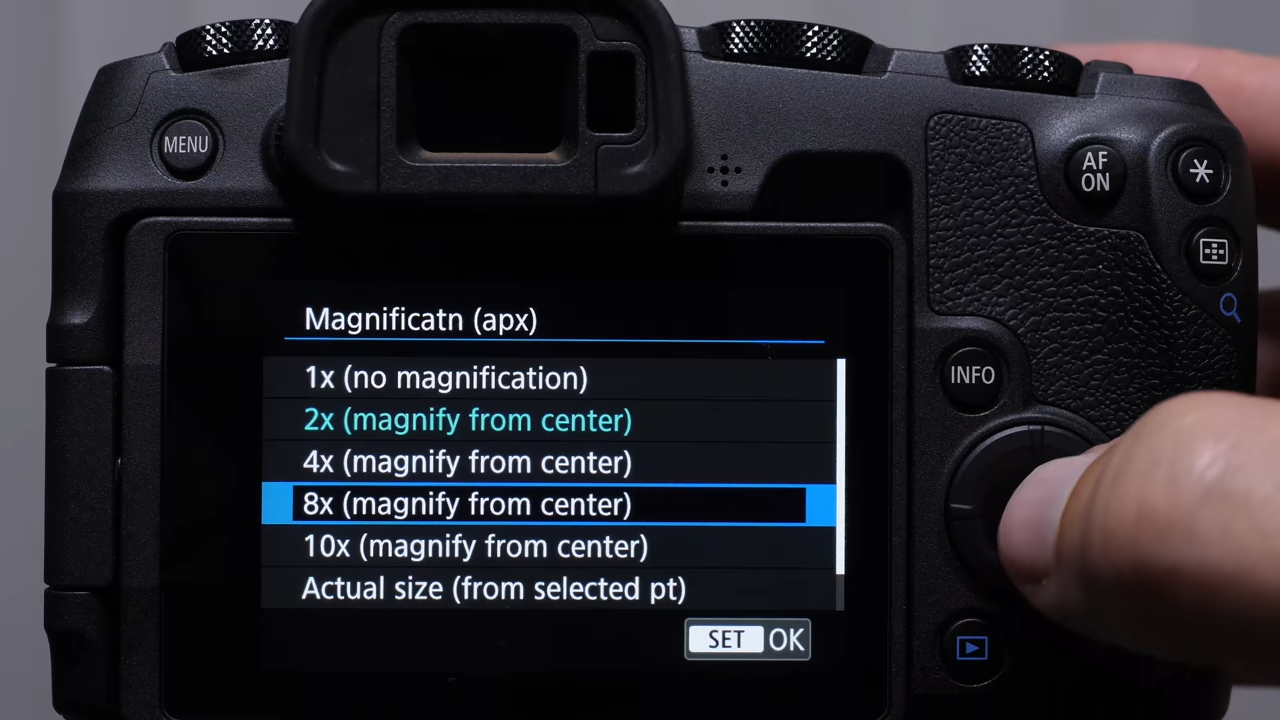 MENU
AF
ON
Magnificatn (apx)
1x (no magnification)
2x (magnify from center)
4x (magnify from center)
8x (magnify from center)
10x (magnify from center)
Actual size (from selected pt)
SET OK
INFO